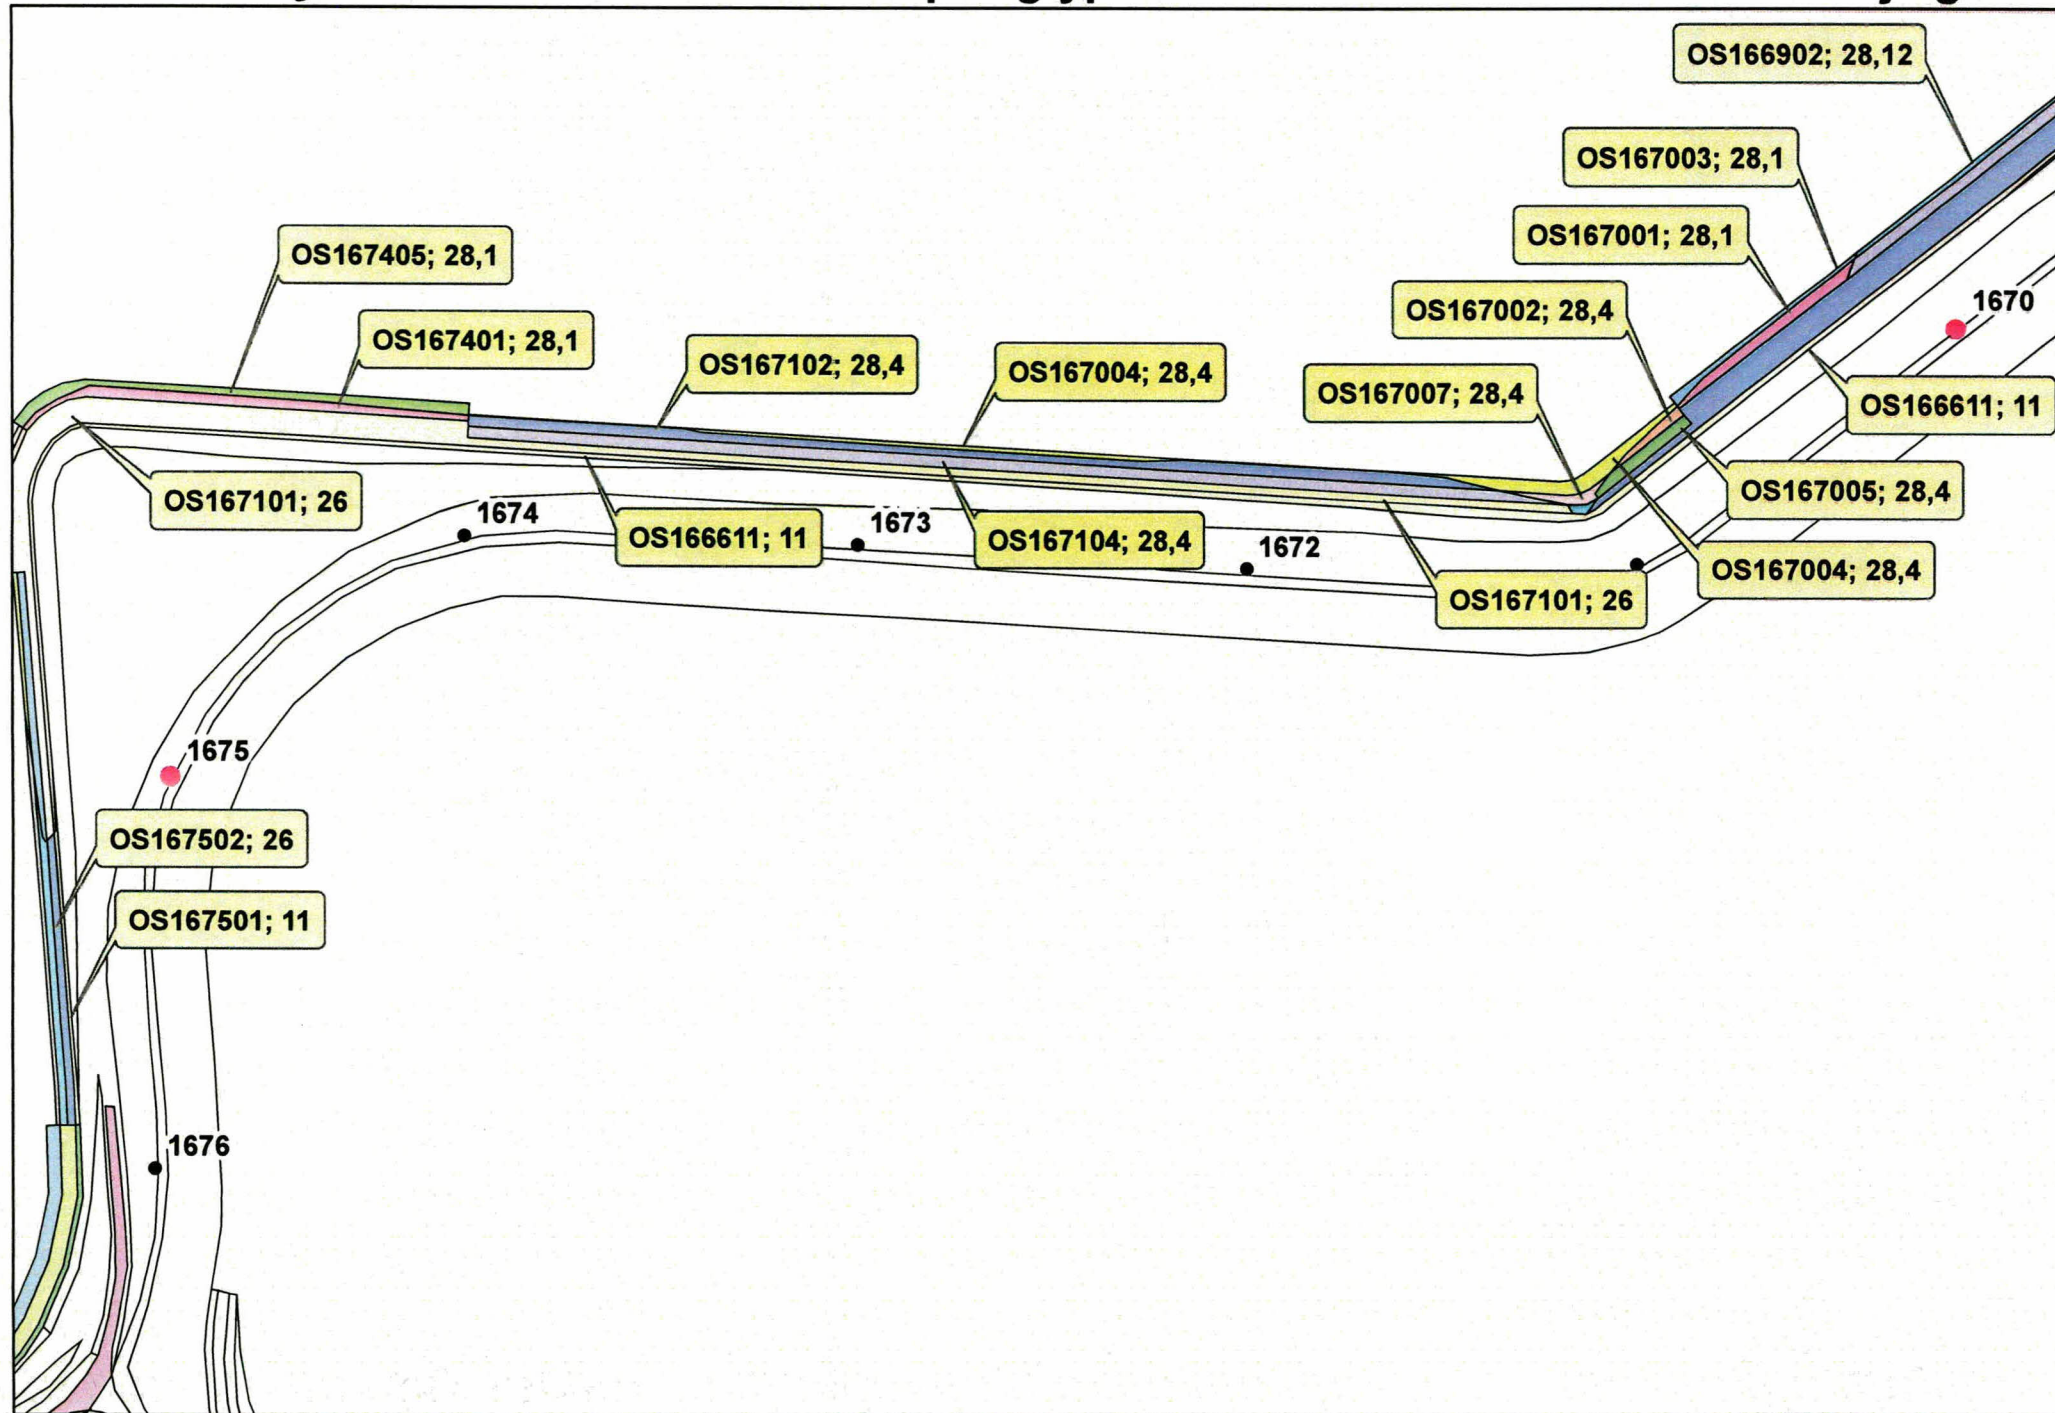 OS166902; 28,12
OS167003; 28,1
OS167001; 28,1
OS167405; 28,1
OS167002; 28,4
1670
OS167401; 28,1
OS167102; 28,4
OS167004; 28,4
OS167007; 28,4
OS166611; 11
OS167101; 26
OS167005; 28,4
1674
1673
OS166611; 11
OS167104; 28,4
1672
OS167004; 28,4
OS167101; 26
1675
OS167502; 26
OS167501; 11
1676